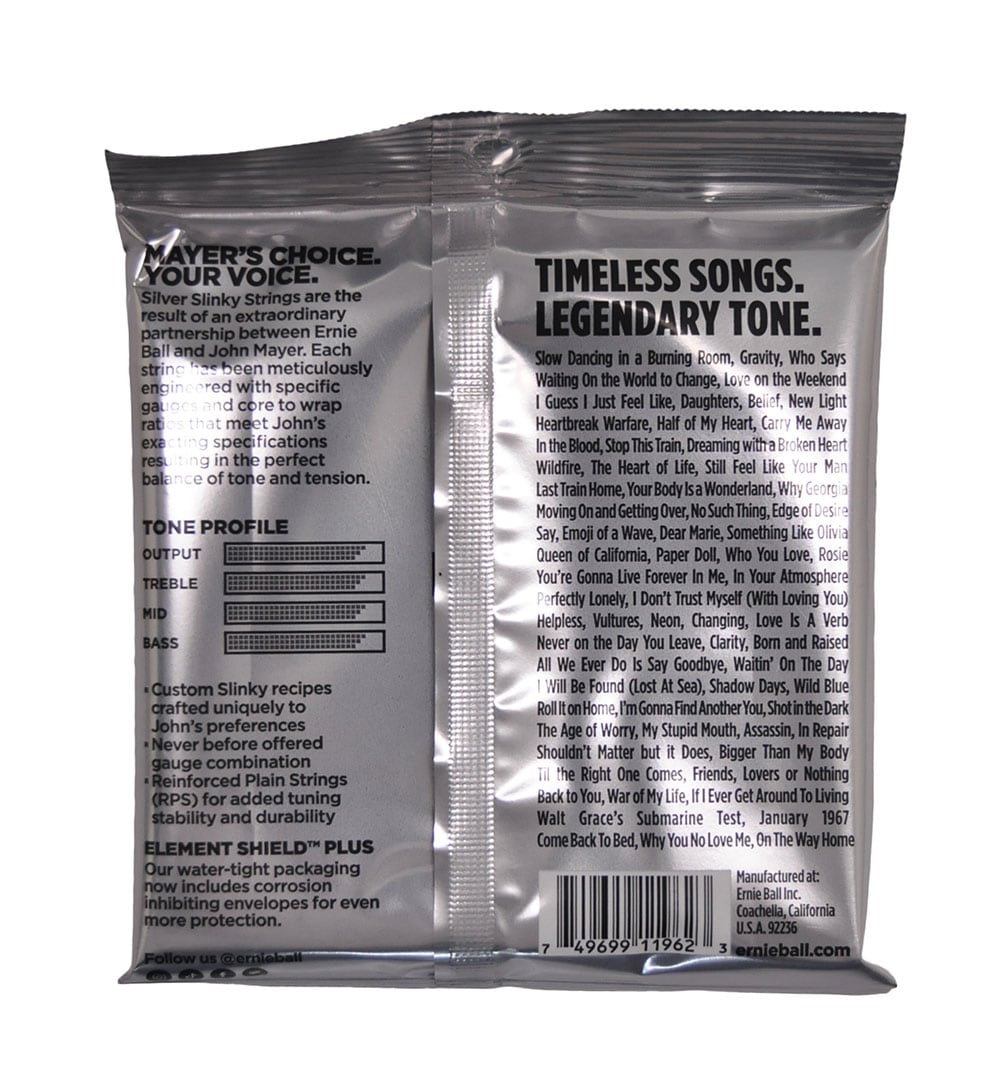 MAYER'S CHOICE.
YOUR VOICE.
Silver Slinky Strings are the
result of an extraordinary
partnership between Ernie
Ball and John Mayer. Each
string has been meticulously
engineered with specific
gauges and core to wrap
ratios that meet John's
exacting specifications
resulting in the perfect
balance of tone and tension.
TONE PROFILE
OUTPUT
TREBLE
MID
BASS
▪Custom Slinky recipes
crafted uniquely to
John's preferences
▪Never before offered
gauge combination
▪Reinforced Plain Strings
(RPS) for added tuning
stability and durability
ELEMENT SHIELD™ PLUS
Our water-tight packaging
now includes corrosion
inhibiting envelopes for even
more protection.
Follow us @ernieball
TIMELESS SONGS.
LEGENDARY TONE.
Slow Dancing in a Burning Room, Gravity, Who Says
Waiting On the World to Change, Love on the Weekend
I Guess I Just Feel Like, Daughters, Belief, New Light
Heartbreak Warfare, Half of My Heart, Carry Me Away
In the Blood, Stop This Train, Dreaming with a Broken Heart
Wildfire, The Heart of Life, Still Feel Like Your Man
Last Train Home, Your Body Is a Wonderland, Why Georgia
Moving On and Getting Over, No Such Thing, Edge of Desire
Say, Emoji of a Wave, Dear Marie, Something Like Olivia
Queen of California, Paper Doll, Who You Love, Rosie
You're Gonna Live Forever In Me, In Your Atmosphere
Perfectly Lonely, I Don't Trust Myself (With Loving You)
Helpless, Vultures, Neon, Changing, Love Is A Verb
Never on the Day You Leave, Clarity, Born and Raised
All We Ever Do Is Say Goodbye, Waitin' On The Day
I Will Be Found (Lost At Sea), Shadow Days, Wild Blue
Roll It on Home, I'm Gonna Find Another You, Shot in the Dark
The Age of Worry, My Stupid Mouth, Assassin, In Repair
Shouldn't Matter but it Does, Bigger Than My Body
Til the Right One Comes, Friends, Lovers or Nothing
Back to You, War of My Life, If I Ever Get Around To Living
Walt Grace's Submarine Test, January 1967
Come Back To Bed, Why You No Love Me, On The Way Home
7 49699 11962 3
Manufactured at:
Ernie Ball Inc.
Coachella, California
U.S.A. 92236
ernieball.com